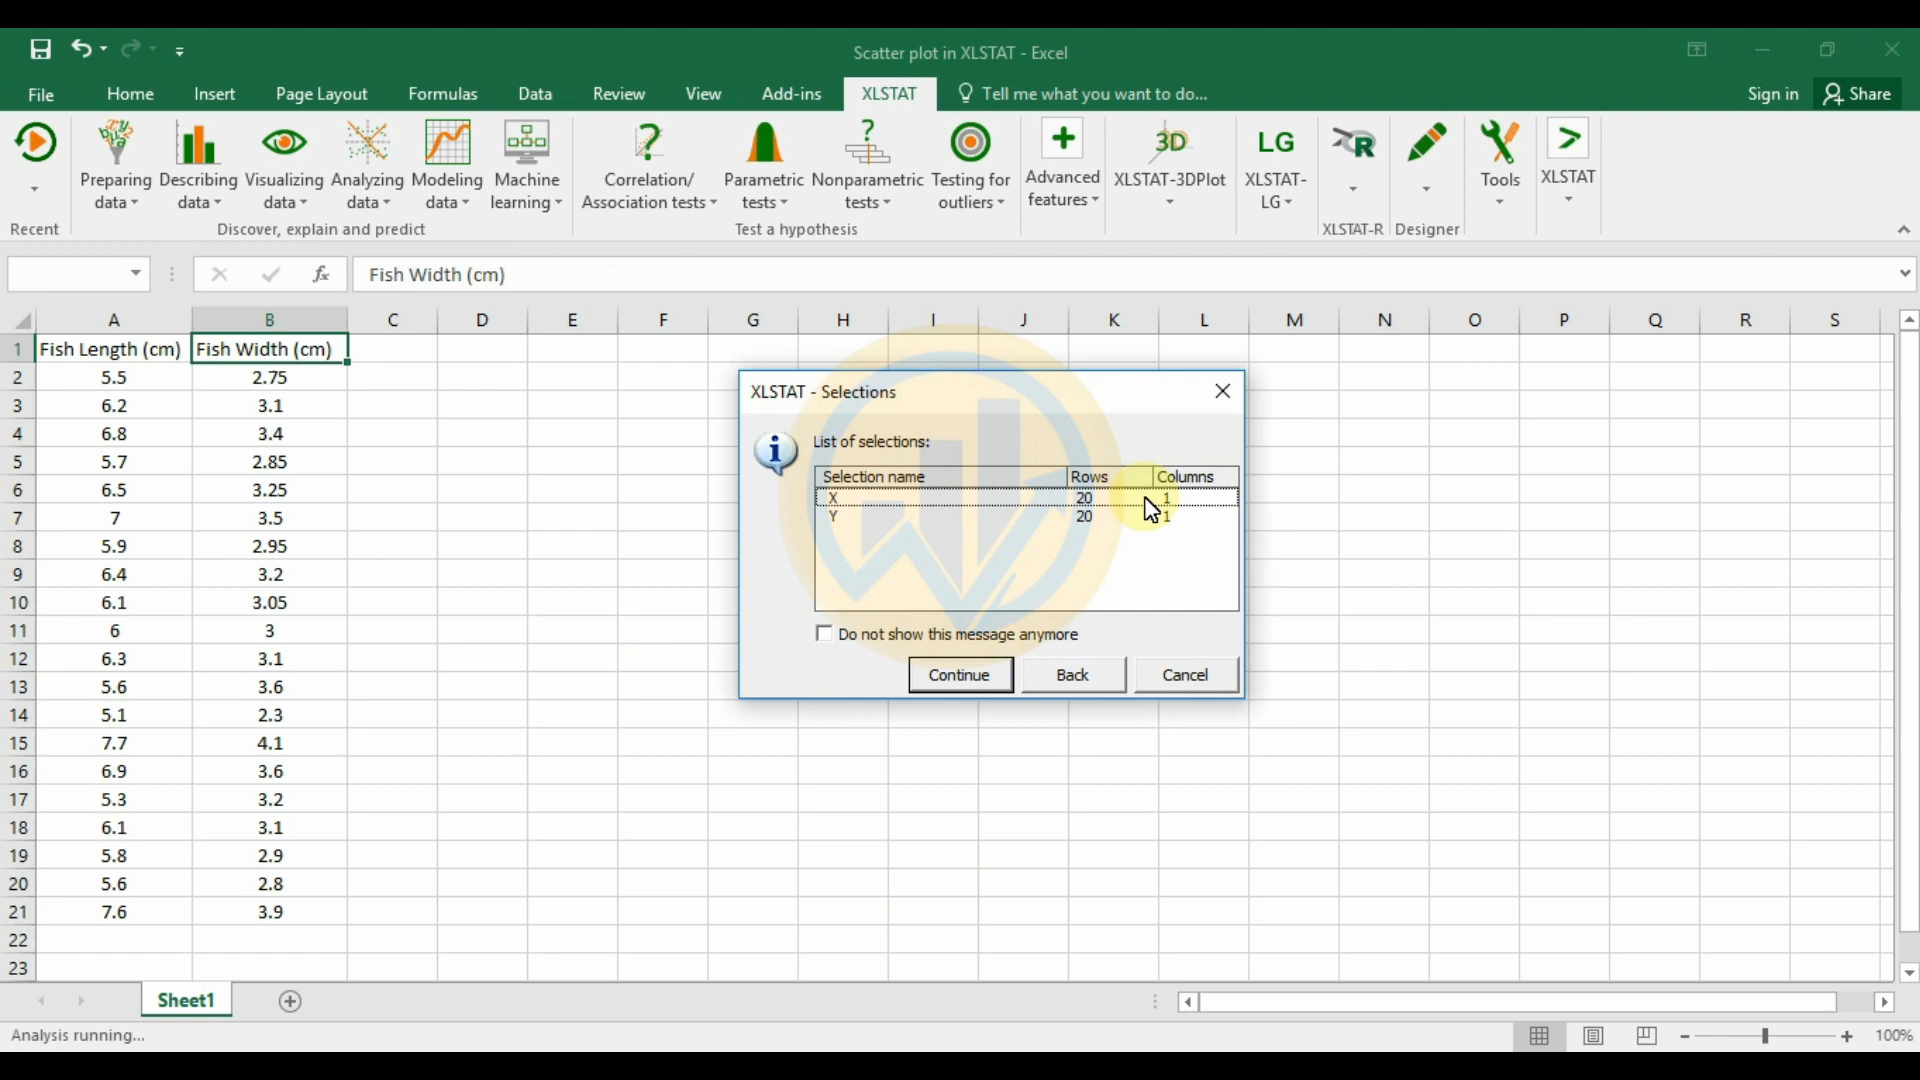 Scatter plot in XLSTAT - Excel
File Home Insert Page Layout Formulas Data Review View Add-ins XLSTAT Tell me what you want to do... Sign in Share
3D LG R
Preparing data Describing data Visualizing data Analyzing data Modeling data Machine learning Correlation/ Association tests Parametric tests Nonparametric tests Testing for outliers Advanced features XLSTAT-3DPlot XLSTAT-LG Tools XLSTAT
Recent Discover, explain and predict Test a hypothesis XLSTAT-R Designer
fx Fish Width (cm)
A B C D E F G H I J K L M N O P Q R S
1 Fish Length (cm) Fish Width (cm)
2 5.5 2.75
3 6.2 3.1
4 6.8 3.4
5 5.7 2.85
6 6.5 3.25
7 7 3.5
8 5.9 2.95
9 6.4 3.2
10 6.1 3.05
11 6 3
12 6.3 3.1
13 5.6 3.6
14 5.1 2.3
15 7.7 4.1
16 6.9 3.6
17 5.3 3.2
18 6.1 3.1
19 5.8 2.9
20 5.6 2.8
21 7.6 3.9
22
23
XLSTAT - Selections
List of selections:
Selection name Rows Columns
X 20 1
Y 20 1
Do not show this message anymore
Continue Back Cancel
Sheet1
Analysis running...
100%